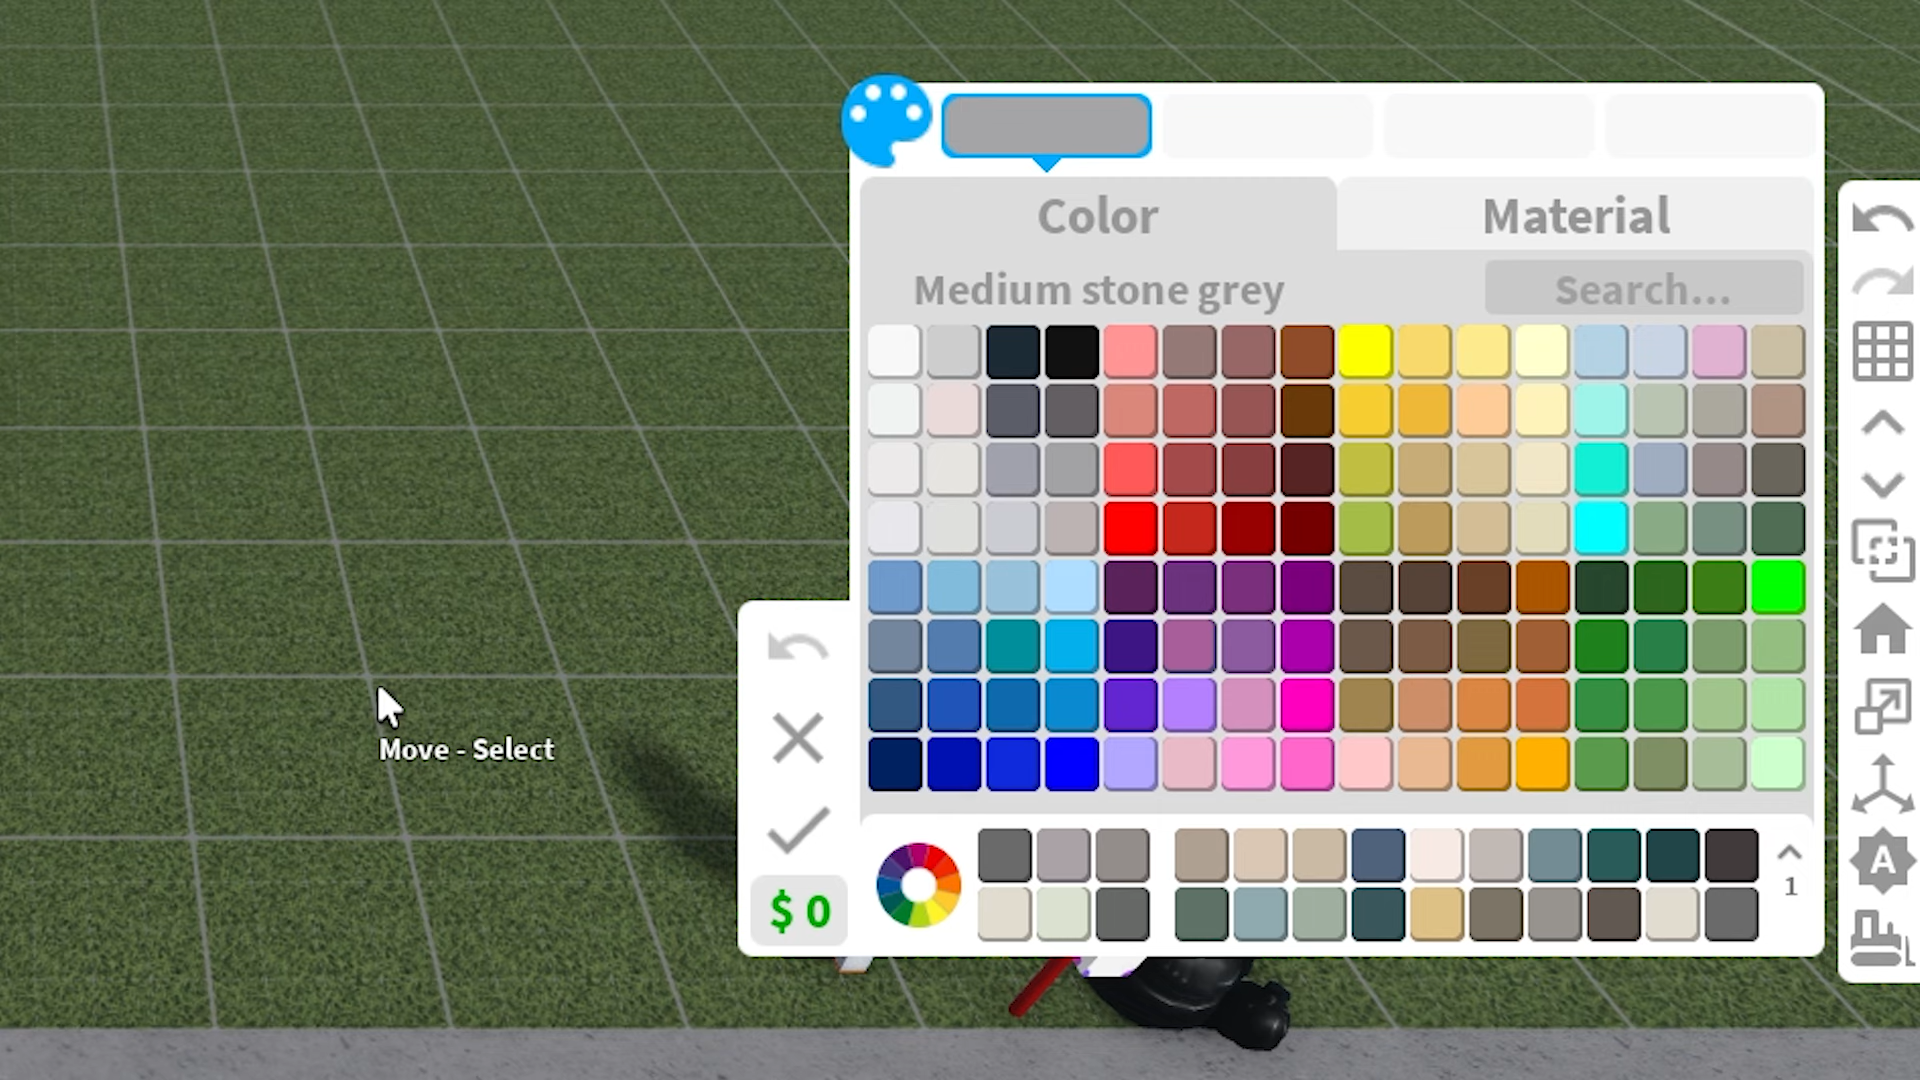 Color
Material
Medium stone grey
Search...
Move - Select
$ 0
1
A